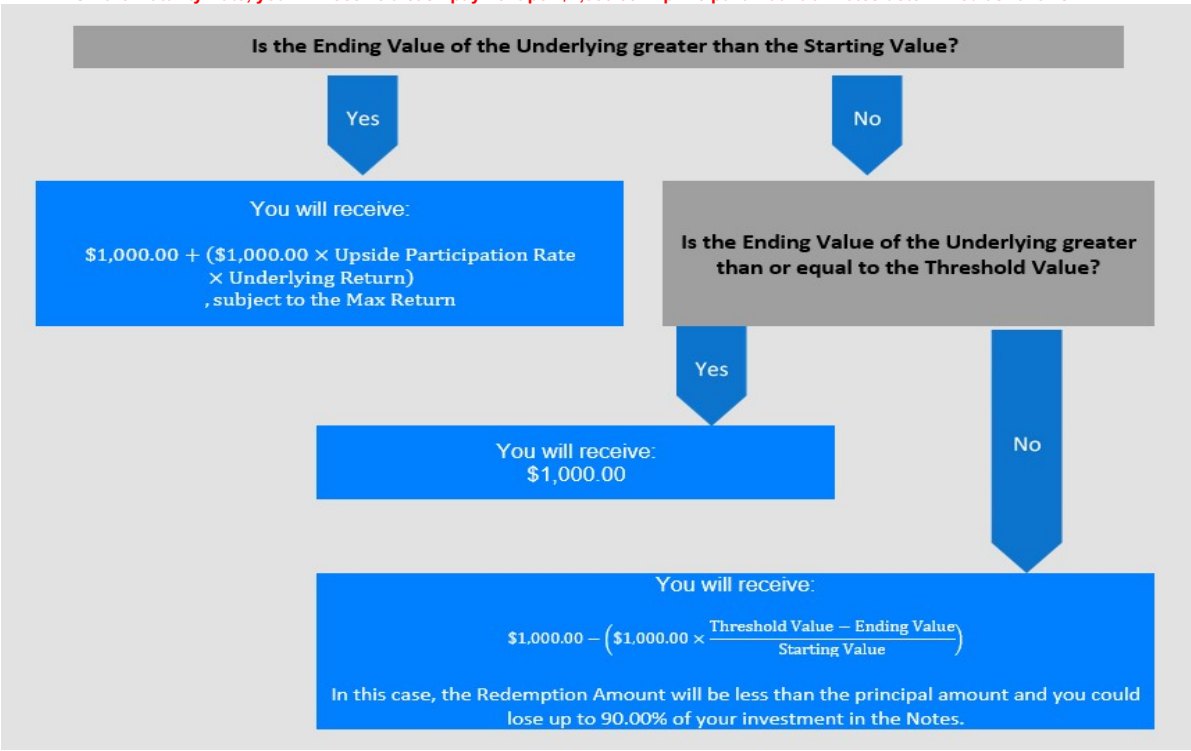 Is the Ending Value of the Underlying greater than the Starting Value?
Yes
No
You will receive:
$1,000.00 + ($1,000.00 × Upside Participation Rate
× Underlying Return)
, subject to the Max Return
Is the Ending Value of the Underlying greater
than or equal to the Threshold Value?
Yes
No
You will receive:
$1,000.00
You will receive:
$1,000.00 − ($1,000.00 × Threshold Value − Ending Value
Starting Value)
In this case, the Redemption Amount will be less than the principal amount and you could
lose up to 90.00% of your investment in the Notes.